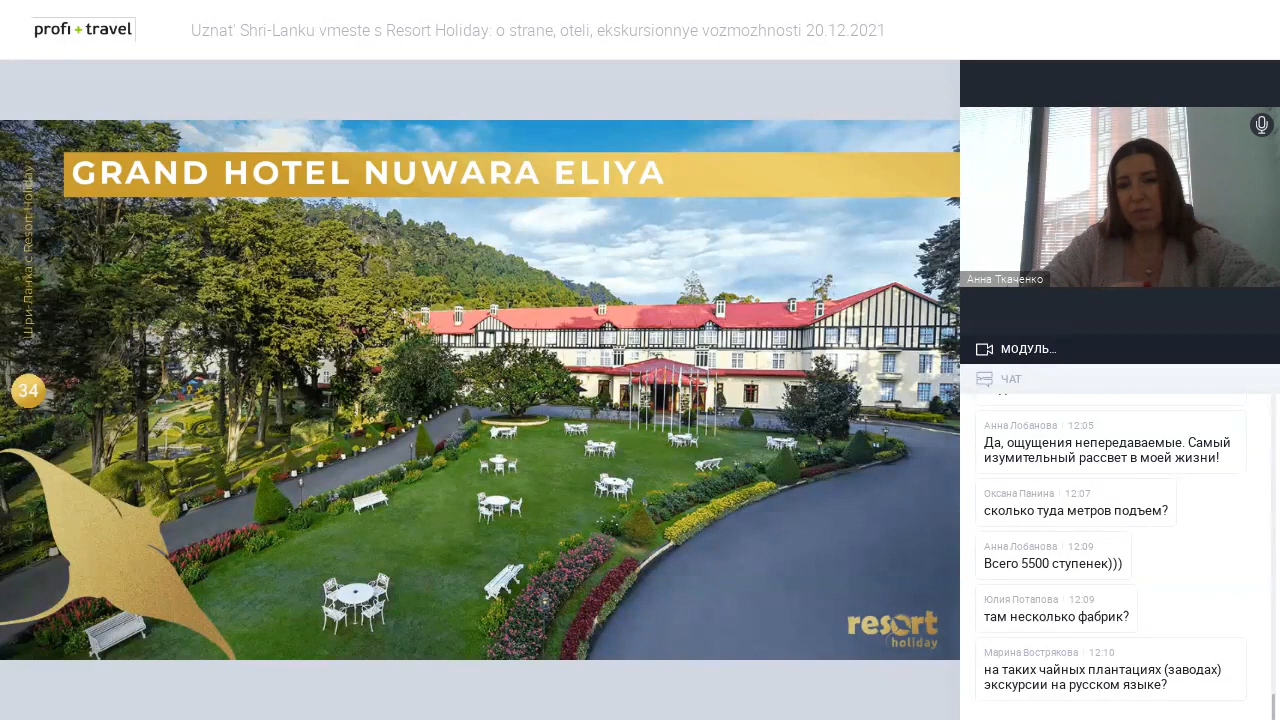 profi+travel
Uznat' Shri-Lanku vmeste s Resort Holiday: o strane, oteli, ekskursionnye vozmozhnosti 20.12.2021
GRAND HOTEL NUWARA ELIYA
Шри-Ланка с Resort Holiday
34
resort
holiday
Анна Ткаченко
МОДУЛЬ...
ЧАТ
Анна Лобанова 12:05
Да, ощущения непередаваемые. Самый
изумительный рассвет в моей жизни!
Оксана Панина 12:07
сколько туда метров подъем?
Анна Лобанова 12:09
Всего 5500 ступенек)))
Юлия Потапова 12:09
там несколько фабрик?
Марина Вострякова 12:10
на таких чайных плантациях (заводах)
экскурсии на русском языке?